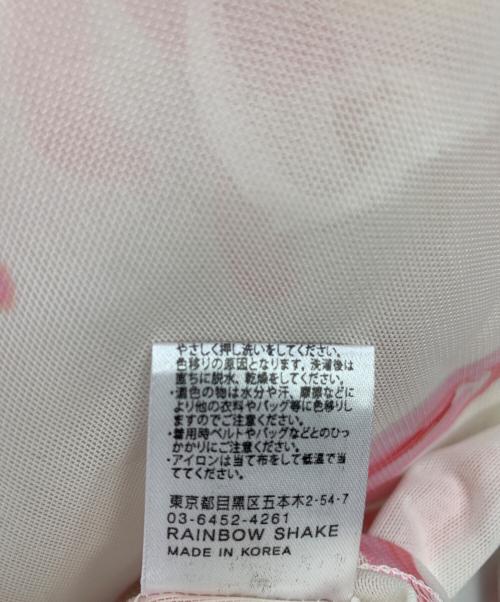 やさしく押し洗いをしてください。
色移りの原因となります。洗濯後は
直ちに脱水、乾燥をしてください。
・濃色の物は水分や汗、摩擦などに
より他の衣料やバッグ等に色移りし
ますのでご注意ください。
・着用時ベルトやバッグなどとのひっ
かかりにご注意ください。
・アイロンは当て布をして低温で当
ててください。
東京都目黒区五本木2-54-7
03-6452-4261
RAINBOW SHAKE
MADE IN KOREA